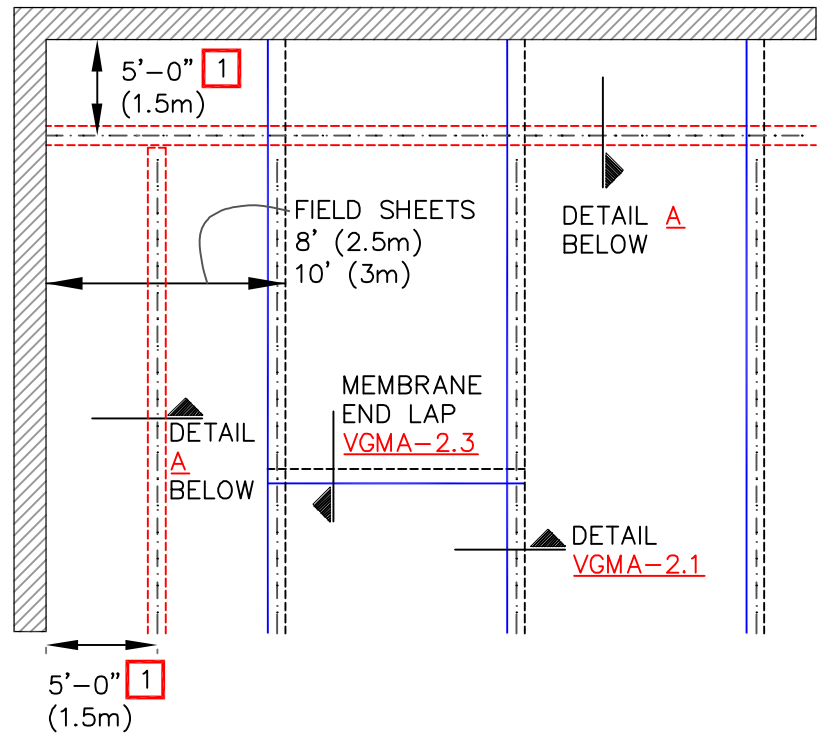 5'-0" 1
(1.5m)
FIELD SHEETS
8' (2.5m)
10' (3m)
DETAIL A
BELOW
MEMBRANE
END LAP
VGMA-2.3
DETAIL
A
BELOW
DETAIL
VGMA-2.1
5'-0" 1
(1.5m)